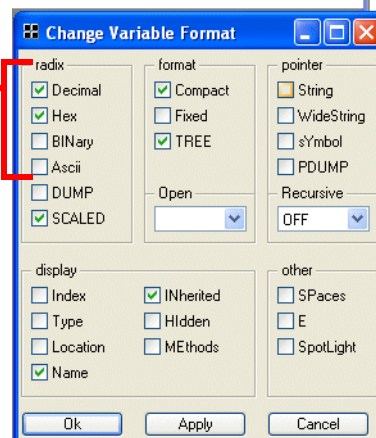 Change Variable Format
radix
Decimal
Hex
BINary
Ascii
DUMP
SCALED
format
Compact
Fixed
TREE
Open
pointer
String
WideString
sYmbol
PDUMP
Recursive
OFF
display
Index
Type
Location
Name
INherited
HIdden
MEthods
other
SPaces
E
SpotLight
Ok
Apply
Cancel